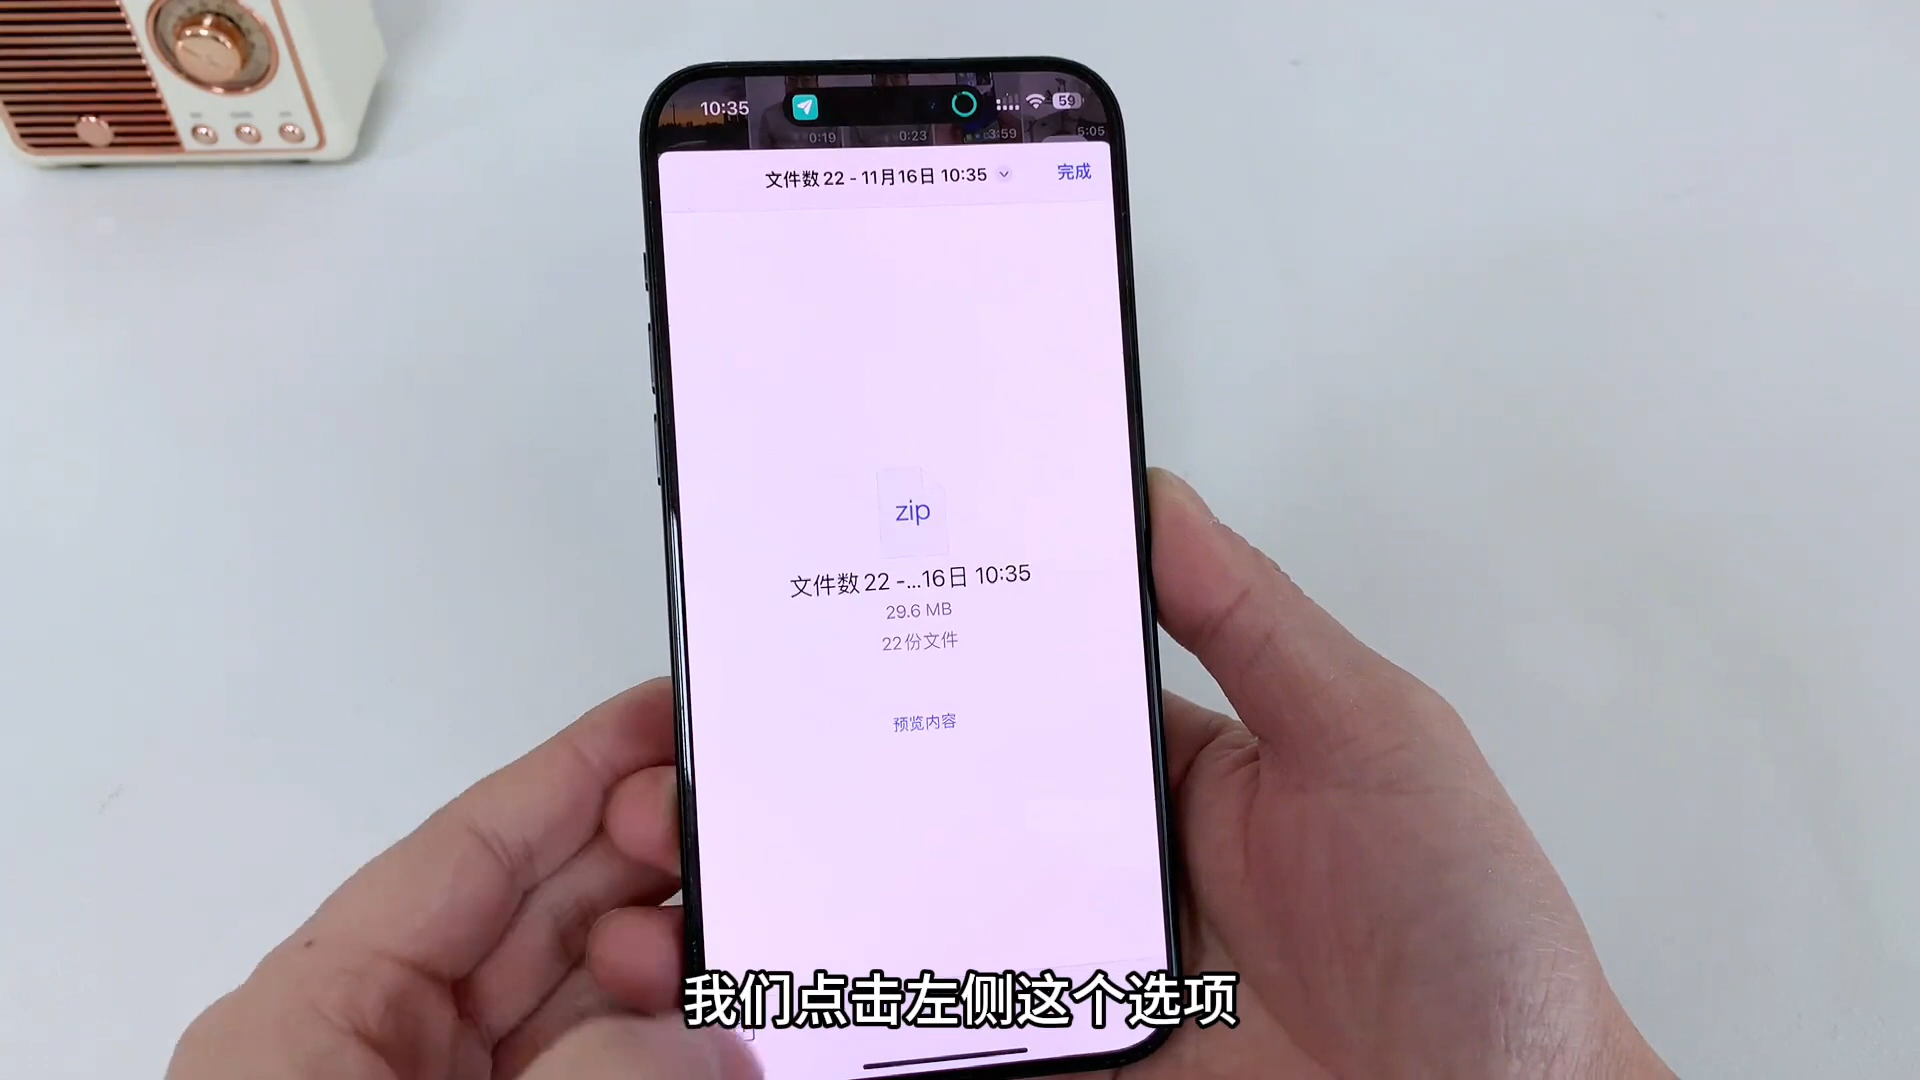 10:35
59
0:19
0:23
3:59
5:05
文件数 22 - 11月16日 10:35
完成
zip
文件数 22 -...16日 10:35
29.6 MB
22份文件
预览内容
我们点击左侧这个选项